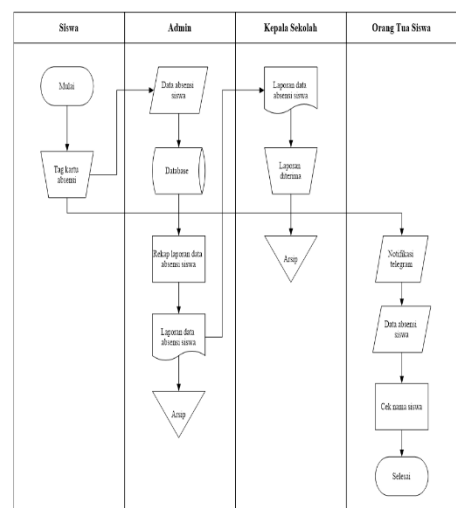 Siswa
Admin
Kepala Sekolah
Orang Tua Siswa
Mulai
Tag kartu
absensi
Data absensi
siswa
Database
Rekap laporan data
absensi siswa
Laporan data
absensi siswa
Arsip
Laporan data
absensi siswa
Laporan
diterima
Arsip
Notifikasi
telegram
Data absensi
siswa
Cek nama siswa
Selesai